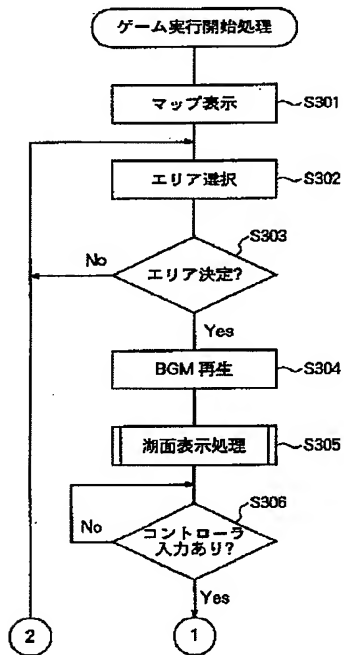 ゲーム実行開始処理
マップ表示
S301
エリア選択
S302
S303
エリア決定?
No
Yes
BGM 再生
S304
湖面表示処理
S305
S306
コントローラ
入力あり?
No
Yes
2
1